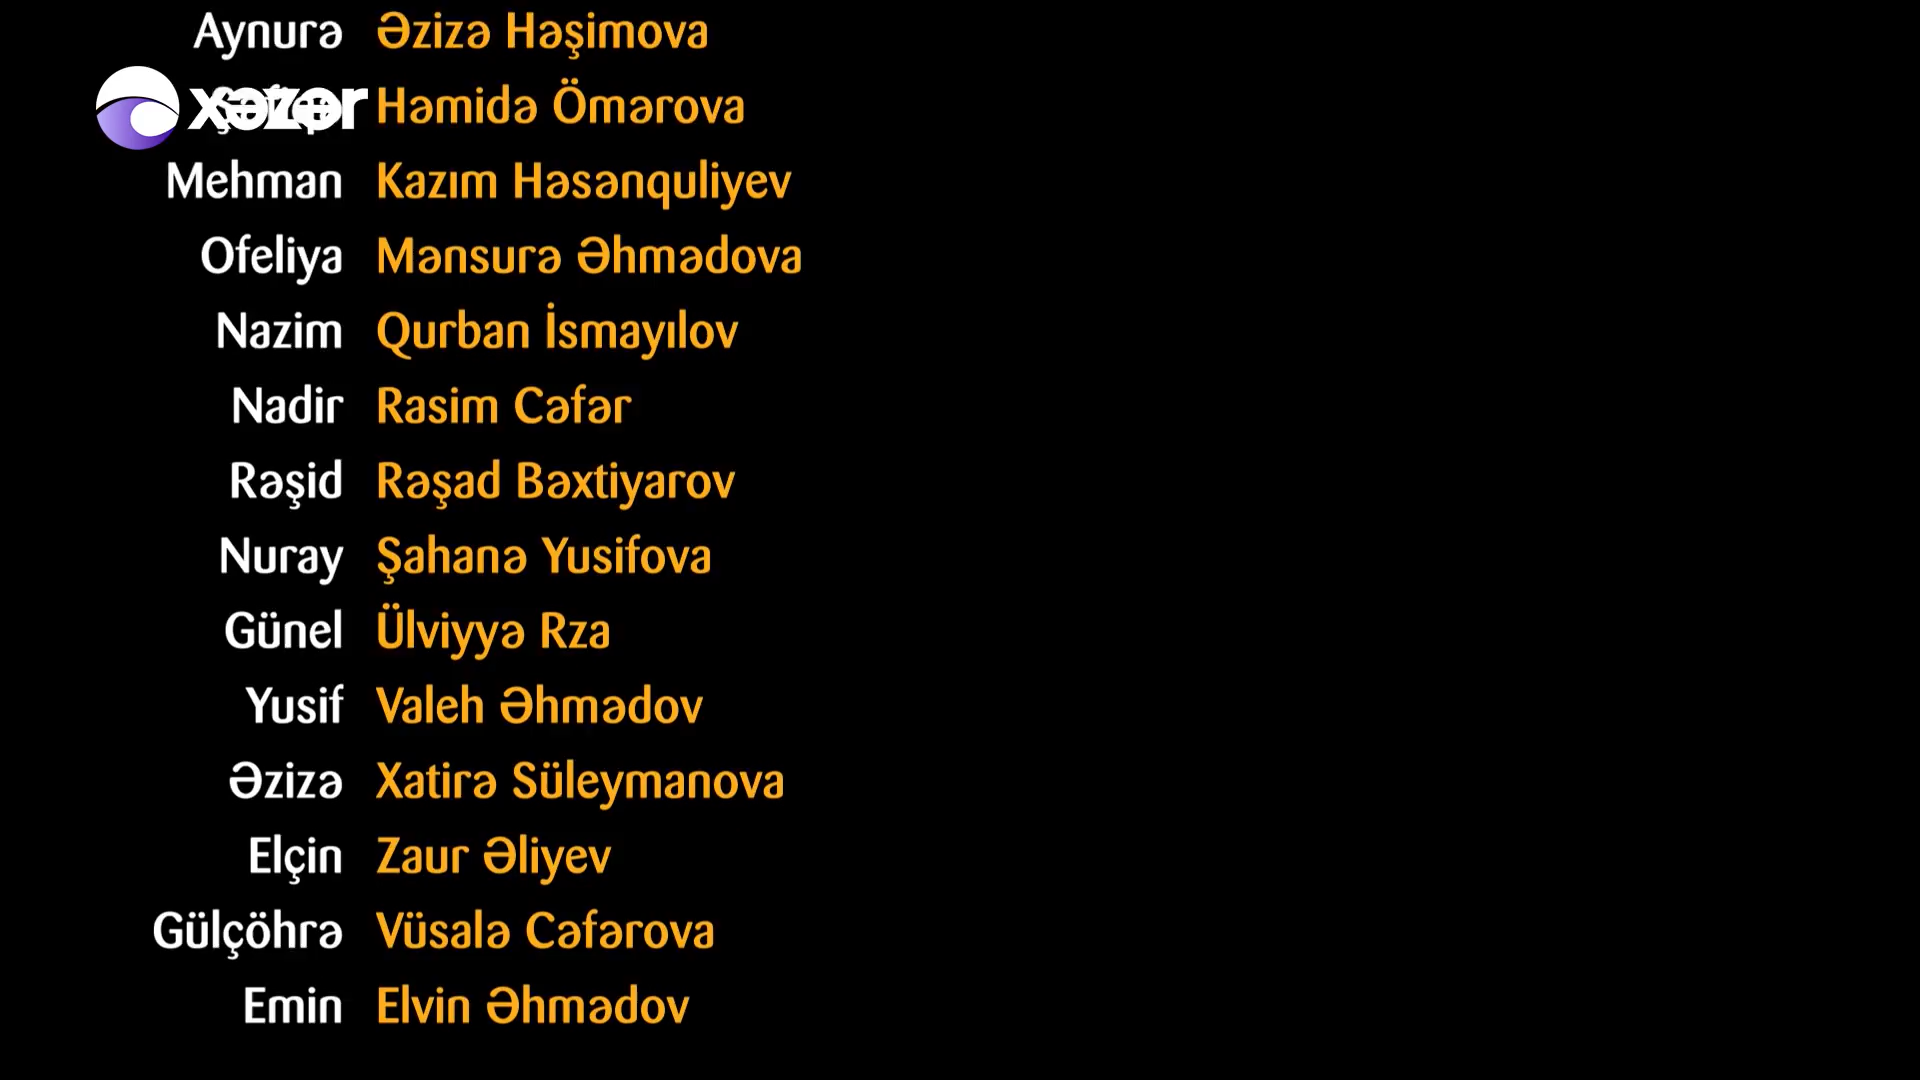 Aynurə Əzizə Həşimova
xəzər Həmidə Ömərova
Mehman Kazım Həsənquliyev
Ofeliya Mənsurə Əhmədova
Nazim Qurban İsmayılov
Nadir Rasim Cəfər
Rəşid Rəşad Bəxtiyarov
Nuray Şahanə Yusifova
Günel Ülviyyə Rza
Yusif Valeh Əhmədov
Əzizə Xatirə Süleymanova
Elçin Zaur Əliyev
Gülçöhrə Vüsalə Cəfərova
Emin Elvin Əhmədov